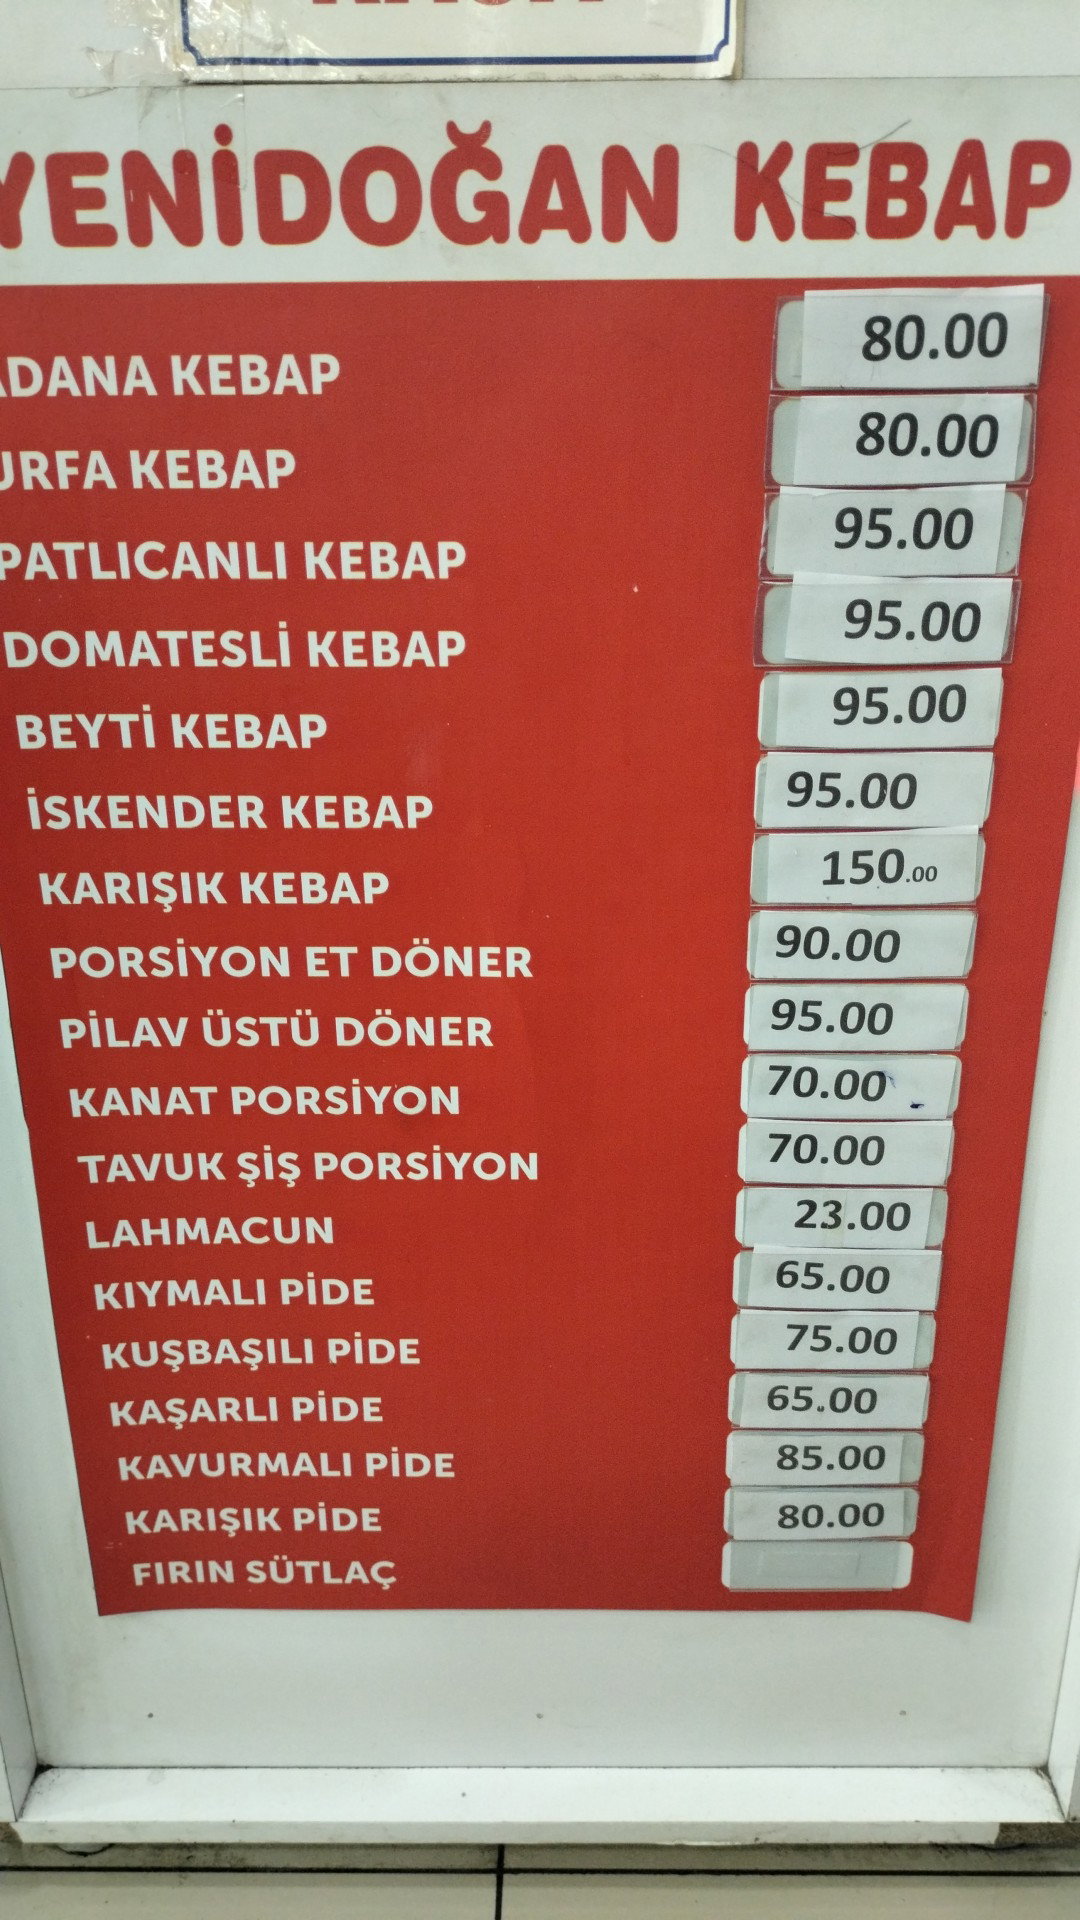 YENİDOĞAN KEBAP
ADANA KEBAP 80.00
URFA KEBAP 80.00
PATLICANLI KEBAP 95.00
DOMATESLİ KEBAP 95.00
BEYTİ KEBAP 95.00
İSKENDER KEBAP 95.00
KARIŞIK KEBAP 150.00
PORSİYON ET DÖNER 90.00
PİLAV ÜSTÜ DÖNER 95.00
KANAT PORSİYON 70.00
TAVUK ŞİŞ PORSİYON 70.00
LAHMACUN 23.00
KIYMALI PİDE 65.00
KUŞBAŞILI PİDE 75.00
KAŞARLI PİDE 65.00
KAVURMALI PİDE 85.00
KARIŞIK PİDE 80.00
FIRIN SÜTLAÇ